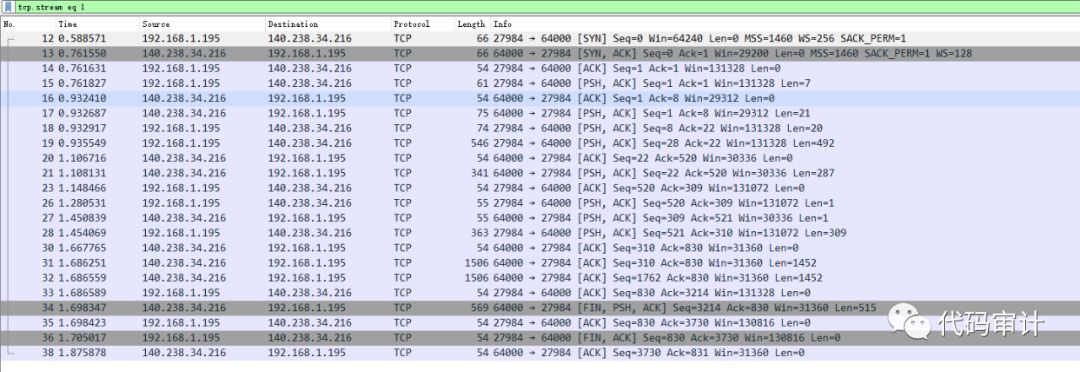 tcp.stream eq 1
No. Time Source Destination Protocol Length Info
12 0.588571 192.168.1.195 140.238.34.216 TCP 66 27984 → 64000 [SYN] Seq=0 Win=64240 Len=0 MSS=1460 WS=256 SACK_PERM=1
13 0.761550 140.238.34.216 192.168.1.195 TCP 66 64000 → 27984 [SYN, ACK] Seq=0 Ack=1 Win=29200 Len=0 MSS=1460 SACK_PERM=1 WS=128
14 0.761631 192.168.1.195 140.238.34.216 TCP 54 27984 → 64000 [ACK] Seq=1 Ack=1 Win=131328 Len=0
15 0.761827 192.168.1.195 140.238.34.216 TCP 61 27984 → 64000 [PSH, ACK] Seq=1 Ack=1 Win=131328 Len=7
16 0.932410 140.238.34.216 192.168.1.195 TCP 54 64000 → 27984 [ACK] Seq=1 Ack=8 Win=29312 Len=0
17 0.932687 140.238.34.216 192.168.1.195 TCP 75 64000 → 27984 [PSH, ACK] Seq=1 Ack=8 Win=29312 Len=21
18 0.932917 192.168.1.195 140.238.34.216 TCP 74 27984 → 64000 [PSH, ACK] Seq=8 Ack=22 Win=131328 Len=20
19 0.935549 192.168.1.195 140.238.34.216 TCP 546 27984 → 64000 [PSH, ACK] Seq=28 Ack=22 Win=131328 Len=492
20 1.106716 140.238.34.216 192.168.1.195 TCP 54 64000 → 27984 [ACK] Seq=22 Ack=520 Win=30336 Len=0
21 1.108131 140.238.34.216 192.168.1.195 TCP 341 64000 → 27984 [PSH, ACK] Seq=22 Ack=520 Win=30336 Len=287
23 1.148466 192.168.1.195 140.238.34.216 TCP 54 27984 → 64000 [ACK] Seq=520 Ack=309 Win=131072 Len=0
26 1.280531 192.168.1.195 140.238.34.216 TCP 55 27984 → 64000 [PSH, ACK] Seq=520 Ack=309 Win=131072 Len=1
27 1.450839 140.238.34.216 192.168.1.195 TCP 55 64000 → 27984 [PSH, ACK] Seq=309 Ack=521 Win=30336 Len=1
28 1.454069 192.168.1.195 140.238.34.216 TCP 363 27984 → 64000 [PSH, ACK] Seq=521 Ack=310 Win=131072 Len=309
30 1.667765 140.238.34.216 192.168.1.195 TCP 54 64000 → 27984 [ACK] Seq=310 Ack=830 Win=31360 Len=0
31 1.686251 140.238.34.216 192.168.1.195 TCP 1506 64000 → 27984 [ACK] Seq=310 Ack=830 Win=31360 Len=1452
32 1.686559 140.238.34.216 192.168.1.195 TCP 1506 64000 → 27984 [ACK] Seq=1762 Ack=830 Win=31360 Len=1452
33 1.686589 192.168.1.195 140.238.34.216 TCP 54 27984 → 64000 [ACK] Seq=830 Ack=3214 Win=131328 Len=0
34 1.698347 140.238.34.216 192.168.1.195 TCP 569 64000 → 27984 [FIN, PSH, ACK] Seq=3214 Ack=830 Win=31360 Len=515
35 1.698423 192.168.1.195 140.238.34.216 TCP 54 27984 → 64000 [ACK] Seq=830 Ack=3730 Win=130816 Len=0
36 1.705017 192.168.1.195 140.238.34.216 TCP 54 27984 → 64000 [FIN, ACK] Seq=830 Ack=3730 Win=130816 Len=0
38 1.875878 140.238.34.216 192.168.1.195 TCP 54 64000 → 27984 [ACK] Seq=3730 Ack=831 Win=31360 Len=0
代码审计